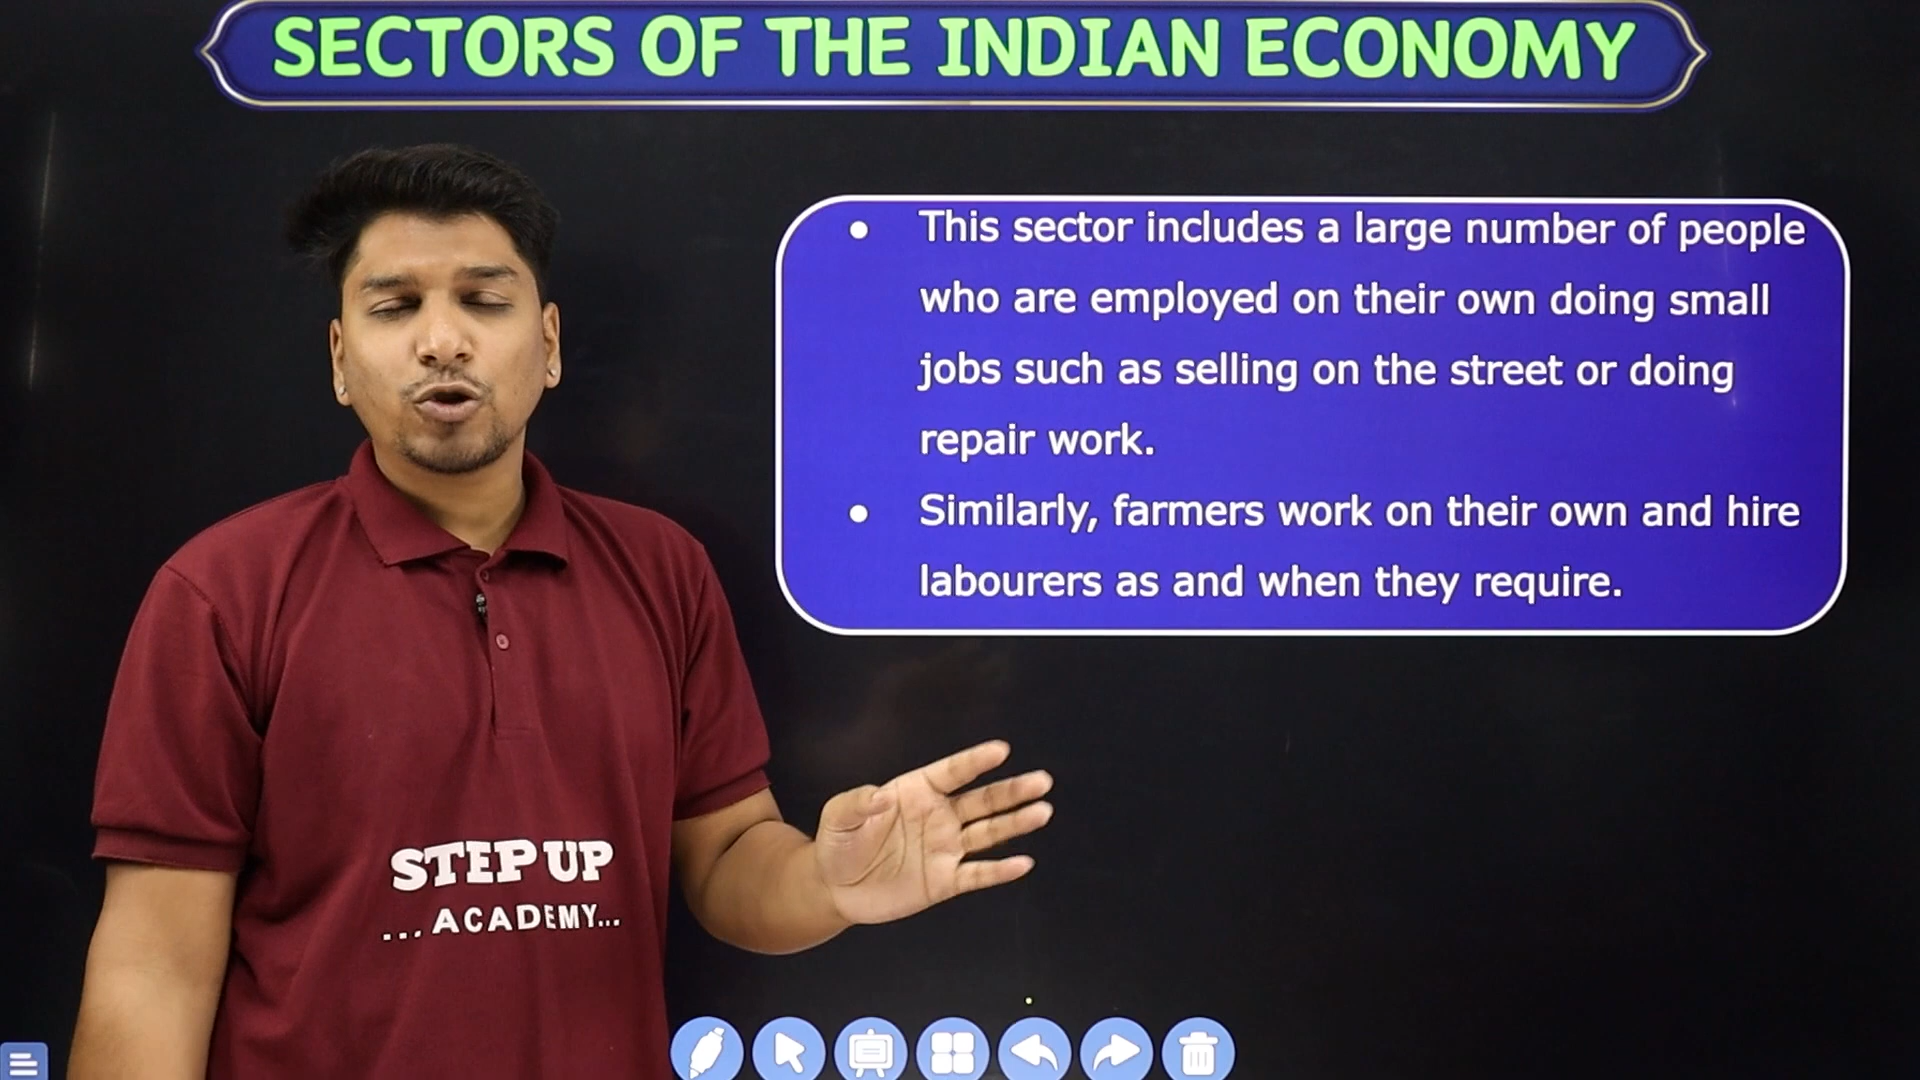 SECTORS OF THE INDIAN ECONOMY
• This sector includes a large number of people
who are employed on their own doing small
jobs such as selling on the street or doing
repair work.
• Similarly, farmers work on their own and hire
labourers as and when they require.
STEP UP
...ACADEMY...